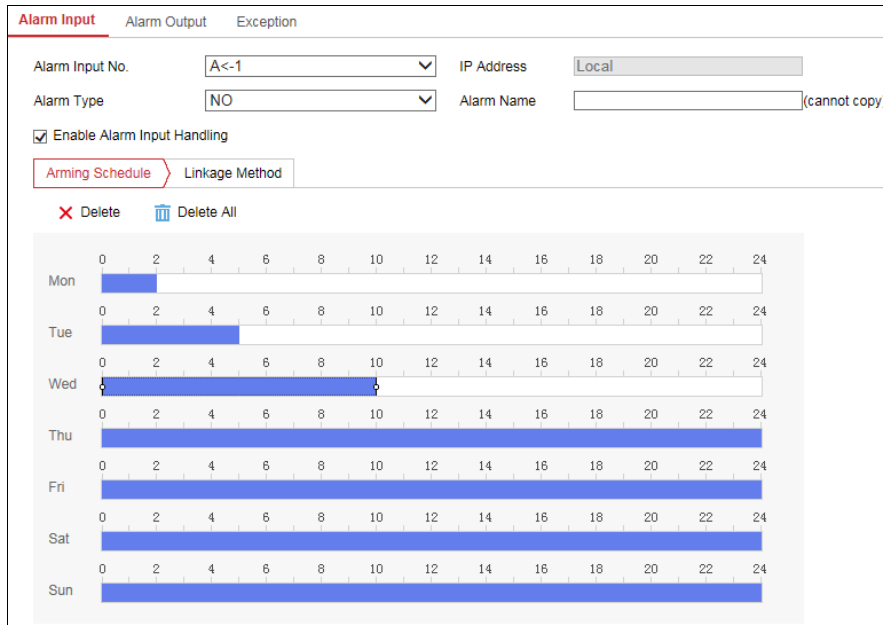 Alarm Input Alarm Output Exception
Alarm Input No. A<-1 IP Address Local
Alarm Type NO Alarm Name (cannot copy)
Enable Alarm Input Handling
Arming Schedule Linkage Method
Delete Delete All
0 2 4 6 8 10 12 14 16 18 20 22 24
Mon
0 2 4 6 8 10 12 14 16 18 20 22 24
Tue
0 2 4 6 8 10 12 14 16 18 20 22 24
Wed
0 2 4 6 8 10 12 14 16 18 20 22 24
Thu
0 2 4 6 8 10 12 14 16 18 20 22 24
Fri
0 2 4 6 8 10 12 14 16 18 20 22 24
Sat
0 2 4 6 8 10 12 14 16 18 20 22 24
Sun